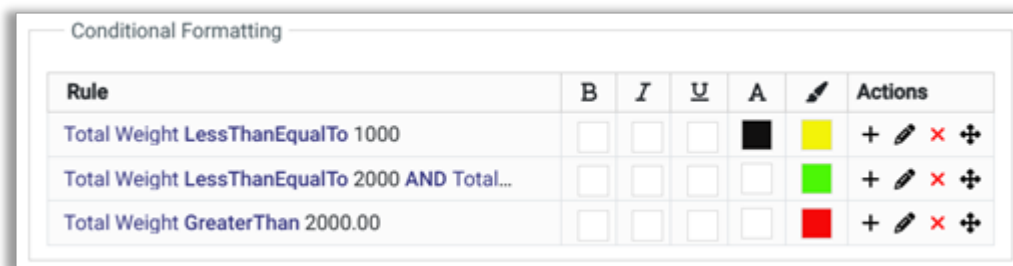 Conditional Formatting
Rule B I U A Actions
Total Weight LessThanEqualTo 1000
Total Weight LessThanEqualTo 2000 AND Total...
Total Weight GreaterThan 2000.00